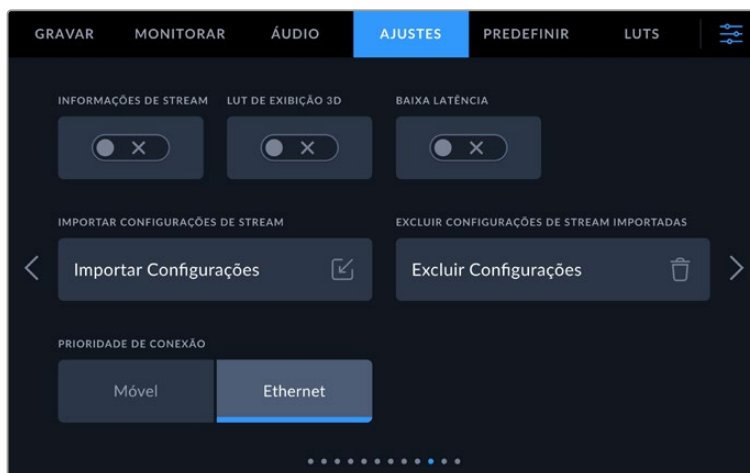 GRAVAR MONITORAR ÁUDIO AJUSTES PREDEFINIR LUTS
INFORMAÇÕES DE STREAM LUT DE EXIBIÇÃO 3D BAIXA LATÊNCIA
IMPORTAR CONFIGURAÇÕES DE STREAM EXCLUIR CONFIGURAÇÕES DE STREAM IMPORTADAS
Importar Configurações Excluir Configurações
PRIORIDADE DE CONEXÃO
Móvel Ethernet